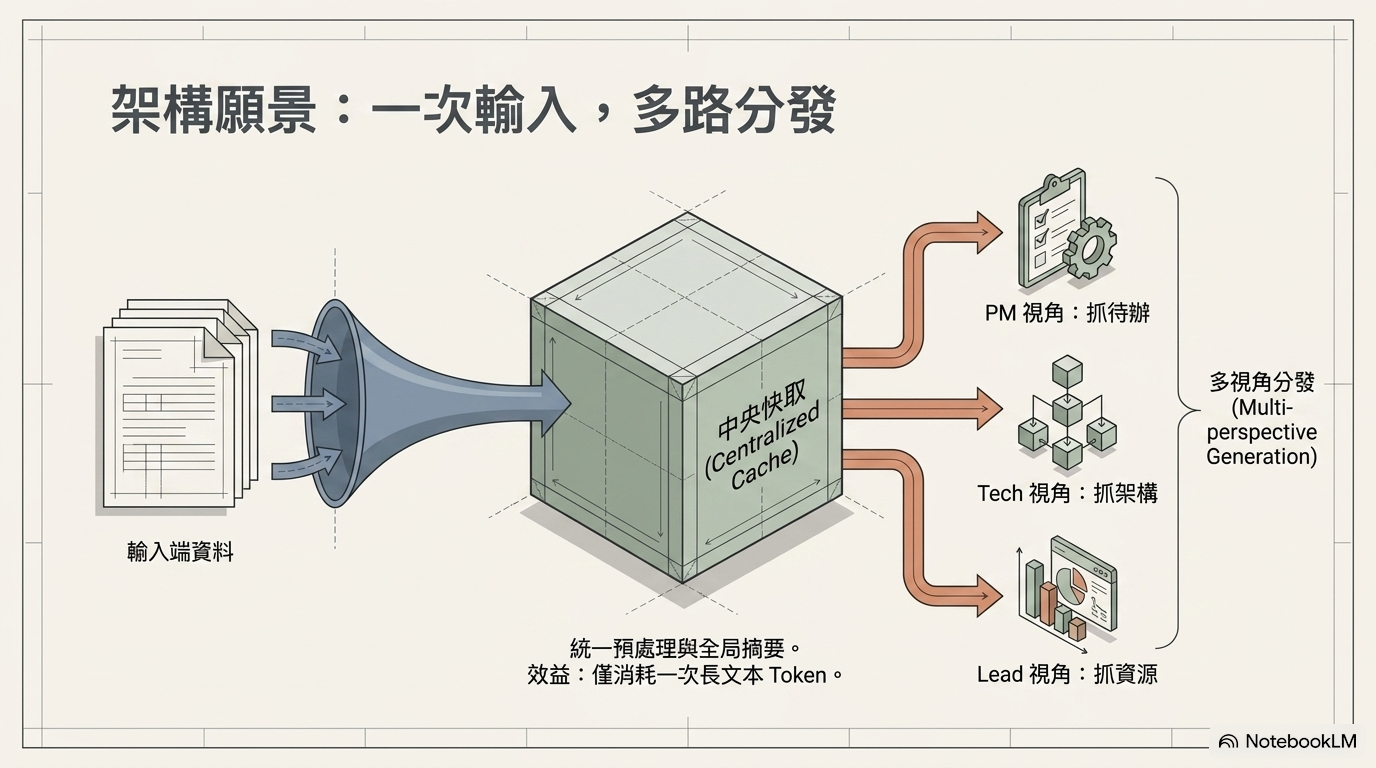 架構願景：一次輸入，多路分發
輸入端資料
中央快取
(Centralized
Cache)
統一預處理與全局摘要。
效益：僅消耗一次長文本 Token。
PM 視角：抓待辦
Tech 視角：抓架構
Lead 視角：抓資源
多視角分發
(Multi-
perspective
Generation)
NotebookLM